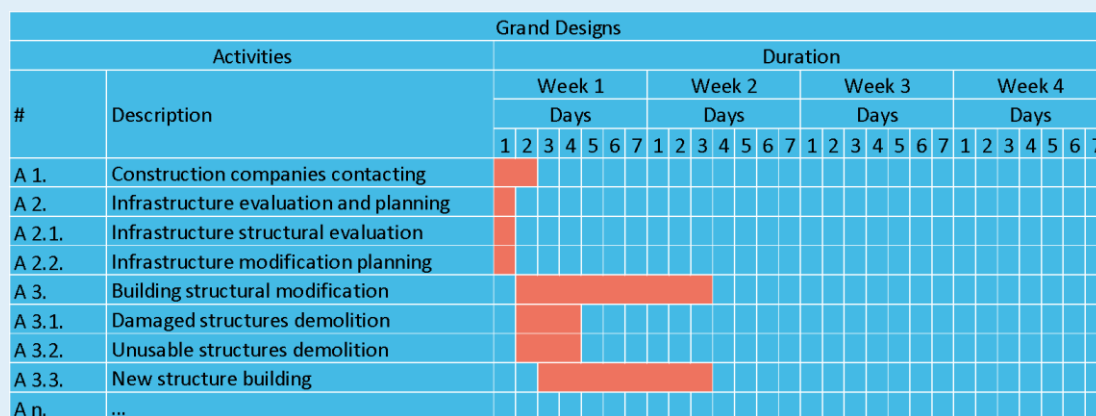 Grand Designs
Activities Duration
# Description Week 1 Week 2 Week 3 Week 4
Days Days Days Days
1 2 3 4 5 6 7 1 2 3 4 5 6 7 1 2 3 4 5 6 7 1 2 3 4 5 6 7
A 1. Construction companies contacting
A 2. Infrastructure evaluation and planning
A 2.1. Infrastructure structural evaluation
A 2.2. Infrastructure modification planning
A 3. Building structural modification
A 3.1. Damaged structures demolition
A 3.2. Unusable structures demolition
A 3.3. New structure building
A n. ...